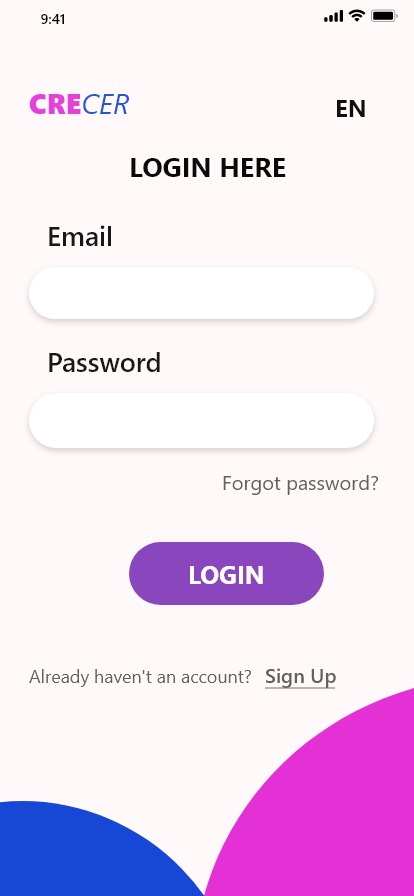 9:41
CRECER
EN
LOGIN HERE
Email
Password
Forgot password?
LOGIN
Already haven't an account? Sign Up